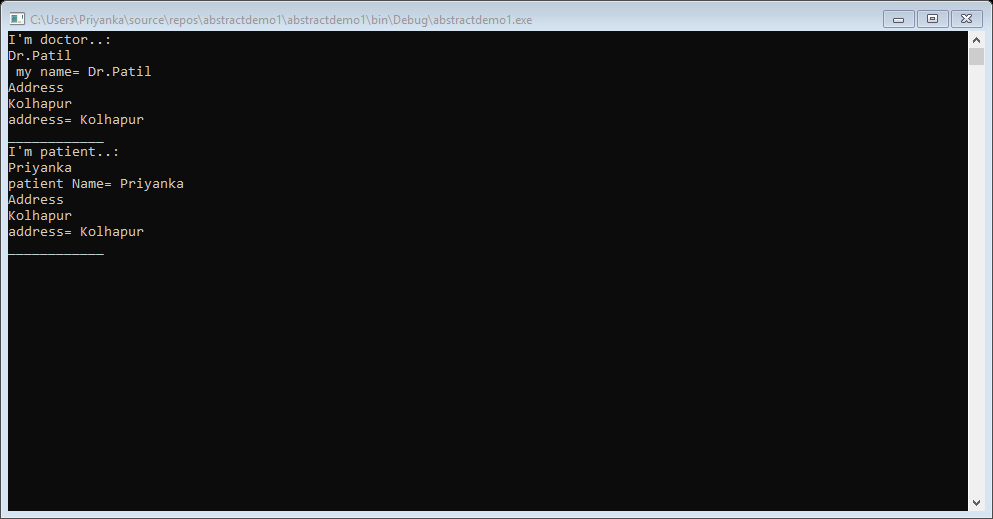 C:\Users\Priyanka\source\repos\abstractdemo1\abstractdemo1\bin\Debug\abstractdemo1.exe
I'm doctor..:
Dr.Patil
 my name= Dr.Patil
Address
Kolhapur
address= Kolhapur
____________
I'm patient..:
Priyanka
patient Name= Priyanka
Address
Kolhapur
address= Kolhapur
____________